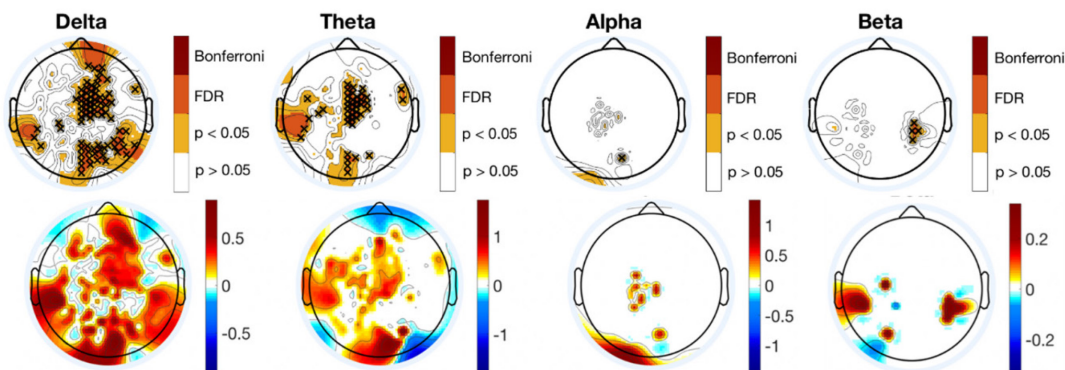 Delta
Theta
Alpha
Beta
Bonferroni
FDR
p < 0.05
p > 0.05
Bonferroni
FDR
p < 0.05
p > 0.05
Bonferroni
FDR
p < 0.05
p > 0.05
Bonferroni
FDR
p < 0.05
p > 0.05
0.5
0
-0.5
1
0
-1
1
0.5
0
-0.5
-1
0.2
0
-0.2